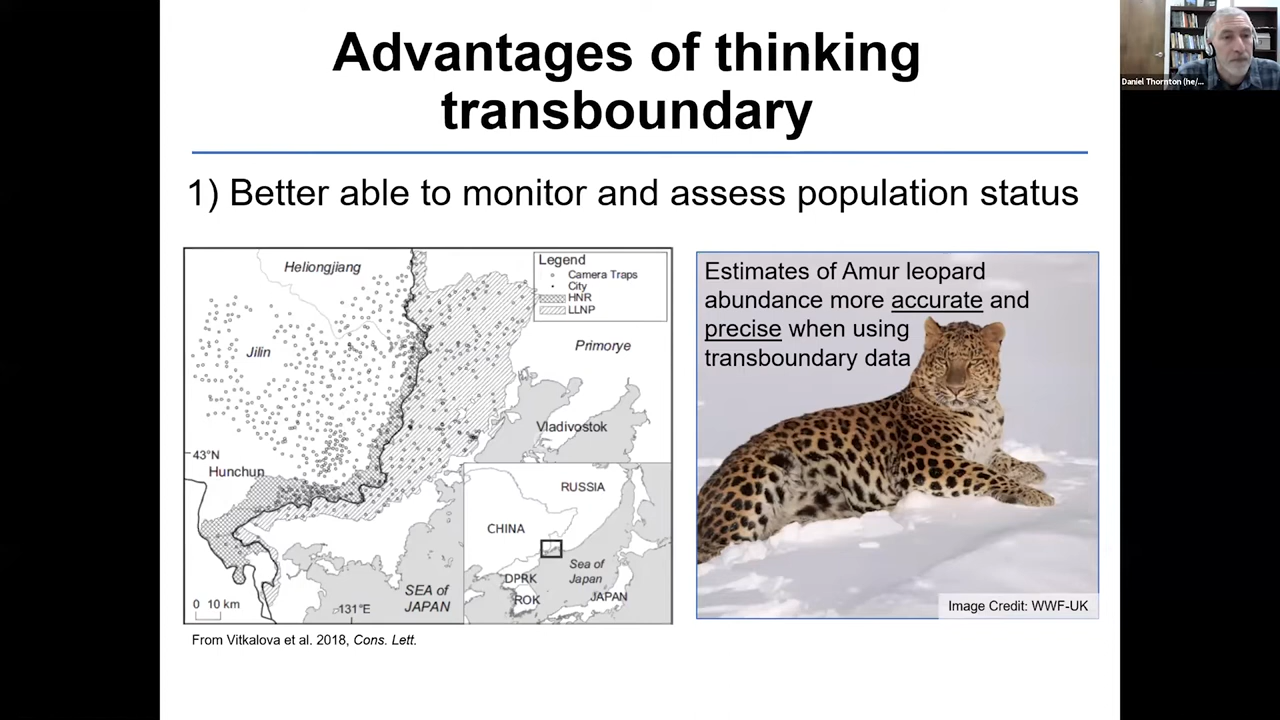 Advantages of thinking
transboundary
Daniel Thornton (he/...
1) Better able to monitor and assess population status
Heliongjiang
Jilin
43°N
Hunchun
0 10 km
131°E
SEA of
JAPAN
Legend
Camera Traps
City
HNR
LLNP
Primorye
Vladivostok
RUSSIA
CHINA
DPRK
ROK
Sea of
Japan
JAPAN
From Vitkalova et al. 2018, Cons. Lett.
Estimates of Amur leopard
abundance more accurate and
precise when using
transboundary data
Image Credit: WWF-UK